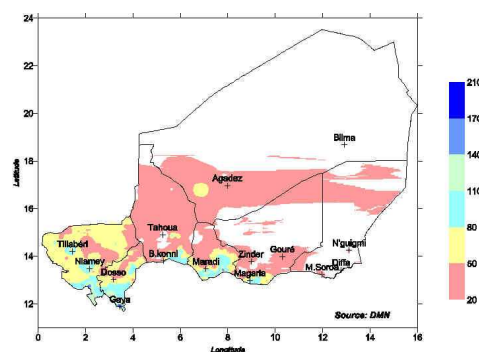 24
22
20
18
16
14
12
Latitude
0 2 4 6 8 10 12 14 16
Longitude
Bilma
Agadez
Tahoua
Tillabéri
Niamey
Dosso
Gaya
B.konni
Maradi
Zinder
Magaria
Gouré
N'guigmi
Diffa
M.Soroa
Source: DMN
210
170
140
110
80
50
20